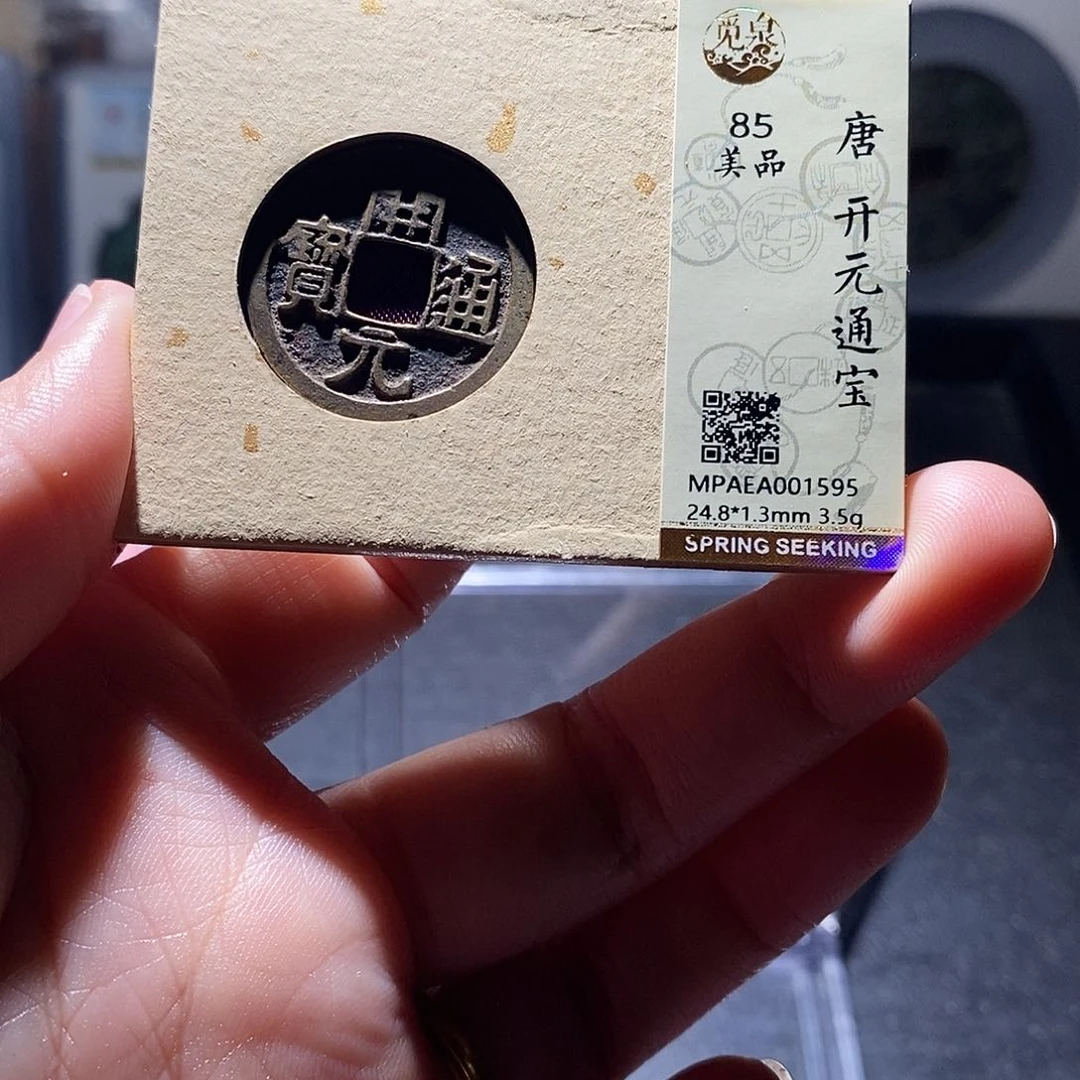 開通元寶
觅泉
85
美品
唐 开元通宝
MPAEA001595
24.8*1.3mm 3.5g
SPRING SEEKING